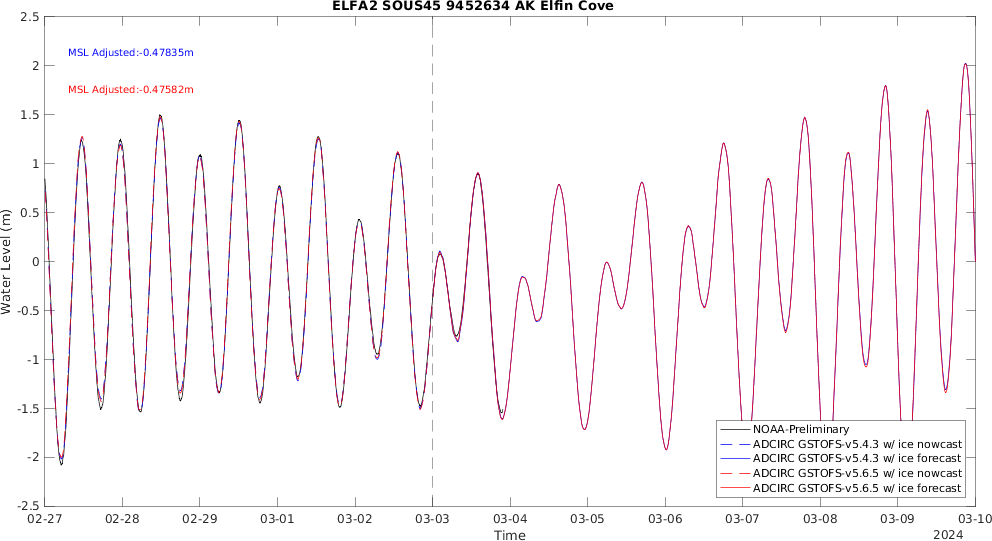 ELFA2 SOUS45 9452634 AK Elfin Cove
MSL Adjusted:-0.47835m
MSL Adjusted:-0.47582m
Water Level (m)
2.5
2
1.5
1
0.5
0
-0.5
-1
-1.5
-2
-2.5
NOAA-Preliminary
ADCIRC GSTOFS-v5.4.3 w/ ice nowcast
ADCIRC GSTOFS-v5.4.3 w/ ice forecast
ADCIRC GSTOFS-v5.6.5 w/ ice nowcast
ADCIRC GSTOFS-v5.6.5 w/ ice forecast
02-27 02-28 02-29 03-01 03-02 03-03 03-04 03-05 03-06 03-07 03-08 03-09 03-10
Time
2024